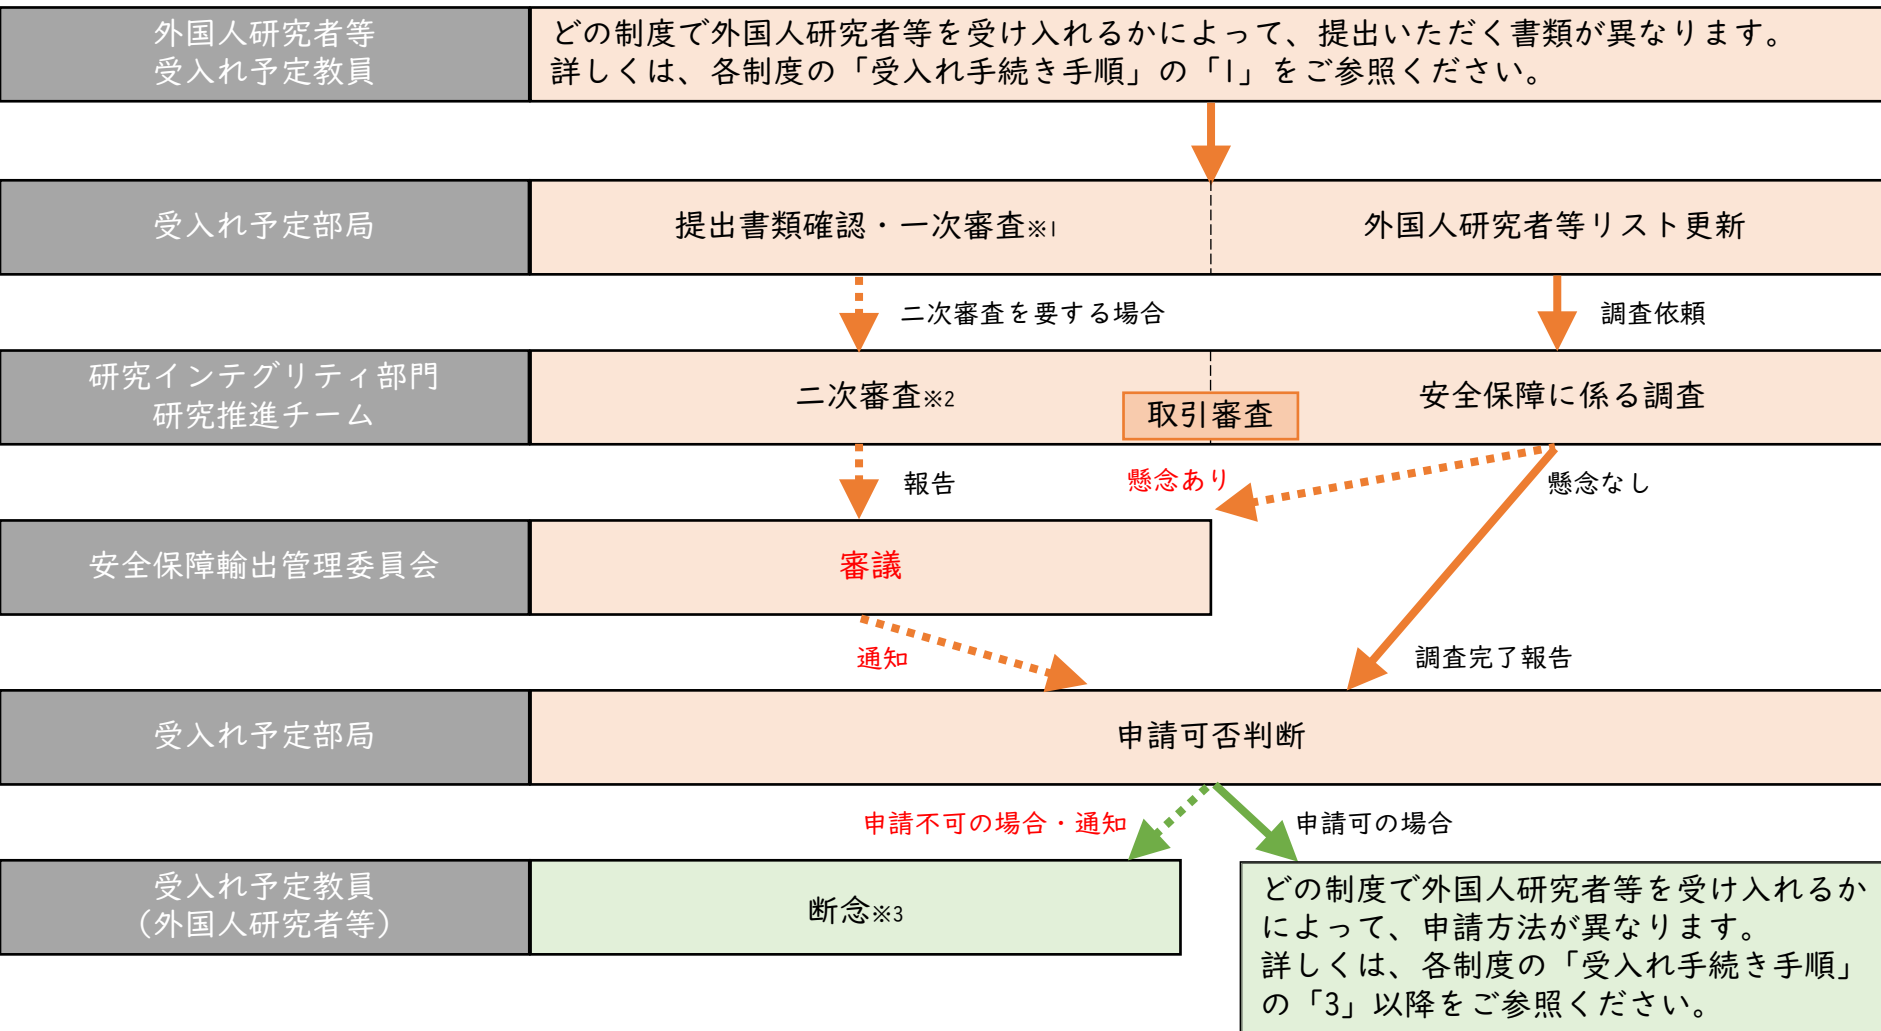 外国人研究者等
受入れ予定教員
どの制度で外国人研究者等を受け入れるかによって、提出いただく書類が異なります。
詳しくは、各制度の「受入れ手続き手順」の「1」をご参照ください。
受入れ予定部局
提出書類確認・一次審査※1
外国人研究者等リスト更新
二次審査を要する場合
調査依頼
研究インテグリティ部門
研究推進チーム
二次審査※2
取引審査
安全保障に係る調査
報告
懸念あり
懸念なし
安全保障輸出管理委員会
審議
通知
調査完了報告
受入れ予定部局
申請可否判断
申請不可の場合・通知
申請可の場合
受入れ予定教員
（外国人研究者等）
断念※3
どの制度で外国人研究者等を受け入れるか
によって、申請方法が異なります。
詳しくは、各制度の「受入れ手続き手順」
の「3」以降をご参照ください。